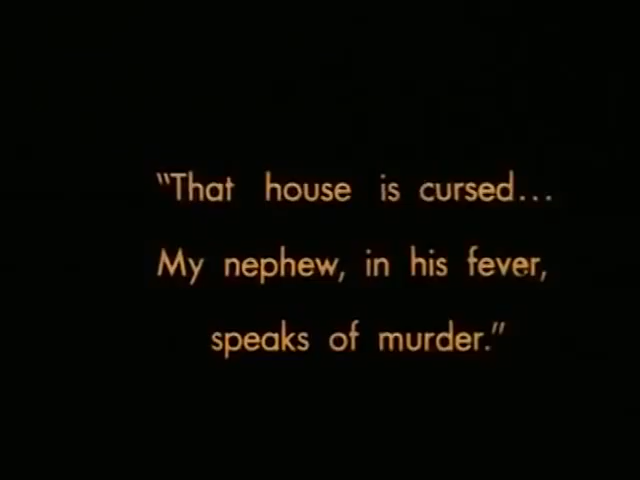 "That house is cursed...
My nephew, in his fever,
speaks of murder."